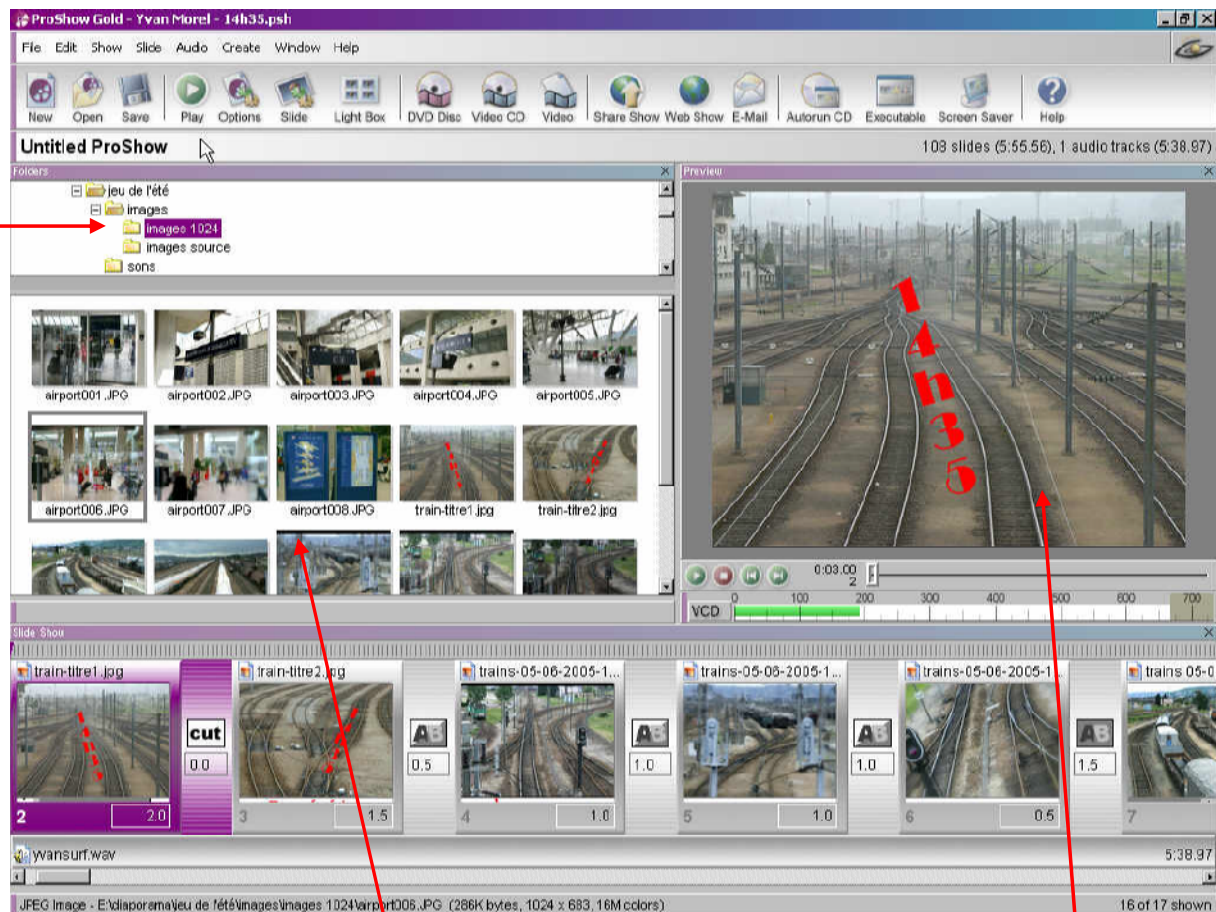 ProShow Gold - Yvan Morel - 14h35.psh
File Edit Show Slide Audio Create Window Help
New Open Save Play Options Slide Light Box DVD Disc Video CD Video Share Show Web Show E-Mail Autorun CD Executable Screen Saver Help
Untitled ProShow 108 slides (5:55.56), 1 audio tracks (5:38.97)
Folders
jeu de l'été
images
images 1024
images source
sons
airport001.JPG airport002.JPG airport003.JPG airport004.JPG airport005.JPG
airport006.JPG airport007.JPG airport008.JPG train-titre1.jpg train-titre2.jpg
Preview
14h35
0:03.00
2
VCD 0 100 200 300 400 500 600 700
Slide Show
train-titre1.jpg train-titre2.jpg trains-05-06-2005-1... trains-05-06-2005-1... trains-05-06-2005-1... trains 05-0
cut AB AB AB AB
0.0 0.5 1.0 1.0 1.5
2 2.0 3 1.5 4 1.0 5 1.0 6 0.5 7
yvansurf.wav 5:38.97
JPEG Image - E:\diaporama\jeu de l'été\images\images 1024\airport006.JPG (286K bytes, 1024 x 683, 16M colors) 16 of 17 shown